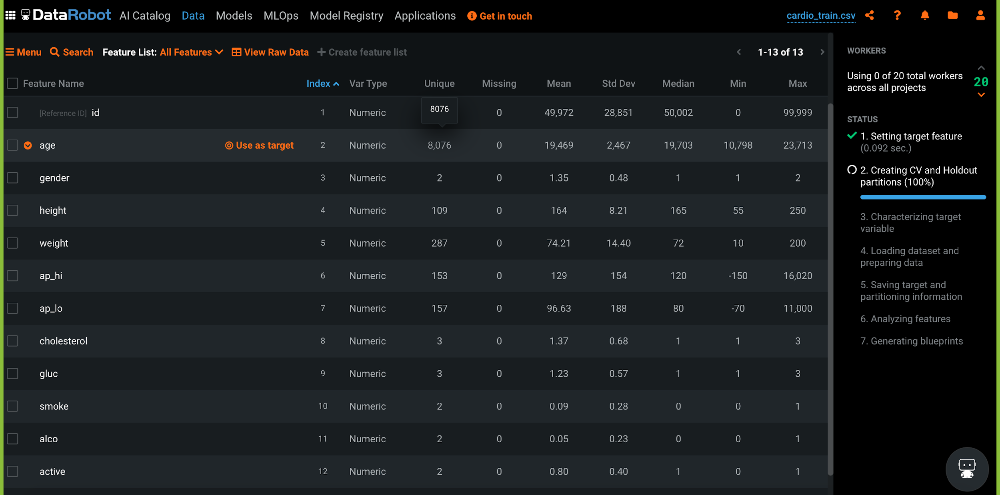 DataRobot AI Catalog Data Models MLOps Model Registry Applications Get in touch cardio_train.csv
Menu Search Feature List: All Features View Raw Data Create feature list 1-13 of 13
Feature Name Index Var Type Unique Missing Mean Std Dev Median Min Max
8076
[Reference ID] id 1 Numeric 0 49,972 28,851 50,002 0 99,999
age Use as target 2 Numeric 8,076 0 19,469 2,467 19,703 10,798 23,713
gender 3 Numeric 2 0 1.35 0.48 1 1 2
height 4 Numeric 109 0 164 8.21 165 55 250
weight 5 Numeric 287 0 74.21 14.40 72 10 200
ap_hi 6 Numeric 153 0 129 154 120 -150 16,020
ap_lo 7 Numeric 157 0 96.63 188 80 -70 11,000
cholesterol 8 Numeric 3 0 1.37 0.68 1 1 3
gluc 9 Numeric 3 0 1.23 0.57 1 1 3
smoke 10 Numeric 2 0 0.09 0.28 0 0 1
alco 11 Numeric 2 0 0.05 0.23 0 0 1
active 12 Numeric 2 0 0.80 0.40 1 0 1
WORKERS
Using 0 of 20 total workers
across all projects
20
STATUS
1. Setting target feature
(0.092 sec.)
2. Creating CV and Holdout
partitions (100%)
3. Characterizing target
variable
4. Loading dataset and
preparing data
5. Saving target and
partitioning information
6. Analyzing features
7. Generating blueprints